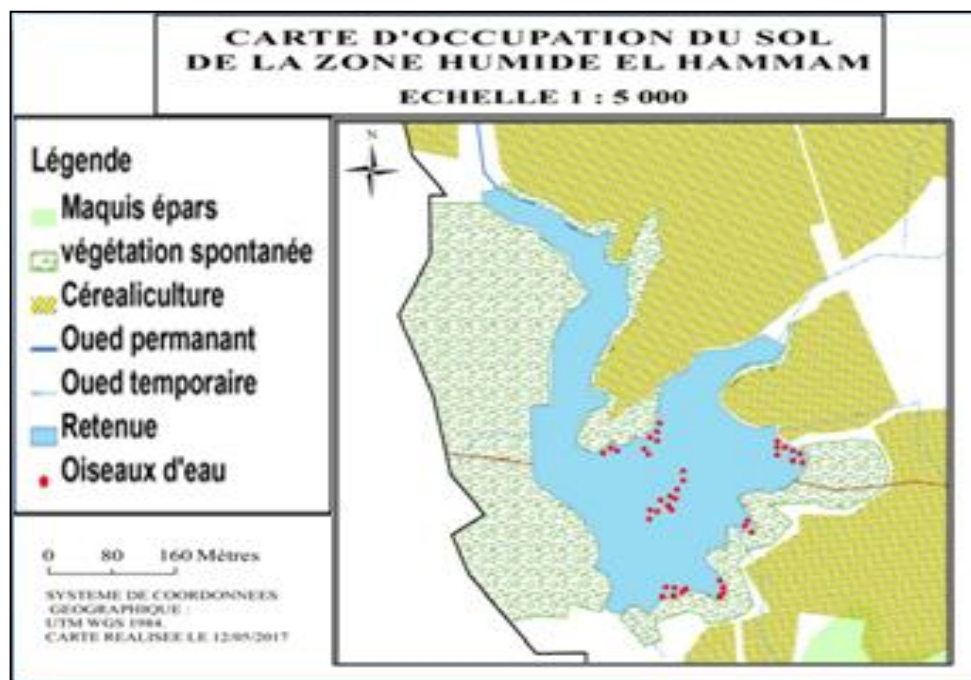 CARTE D'OCCUPATION DU SOL
DE LA ZONE HUMIDE EL HAMMAM
ECHELLE 1 : 5 000
Légende
Maquis épars
végétation spontanée
Céréaliculture
Oued permanant
Oued temporaire
Retenue
Oiseaux d'eau
N
0 80 160 Mètres
SYSTEME DE COORDONNEES
GEOGRAPHIQUE :
UTM WGS 1984.
CARTE REALISEE LE 12/05/2017